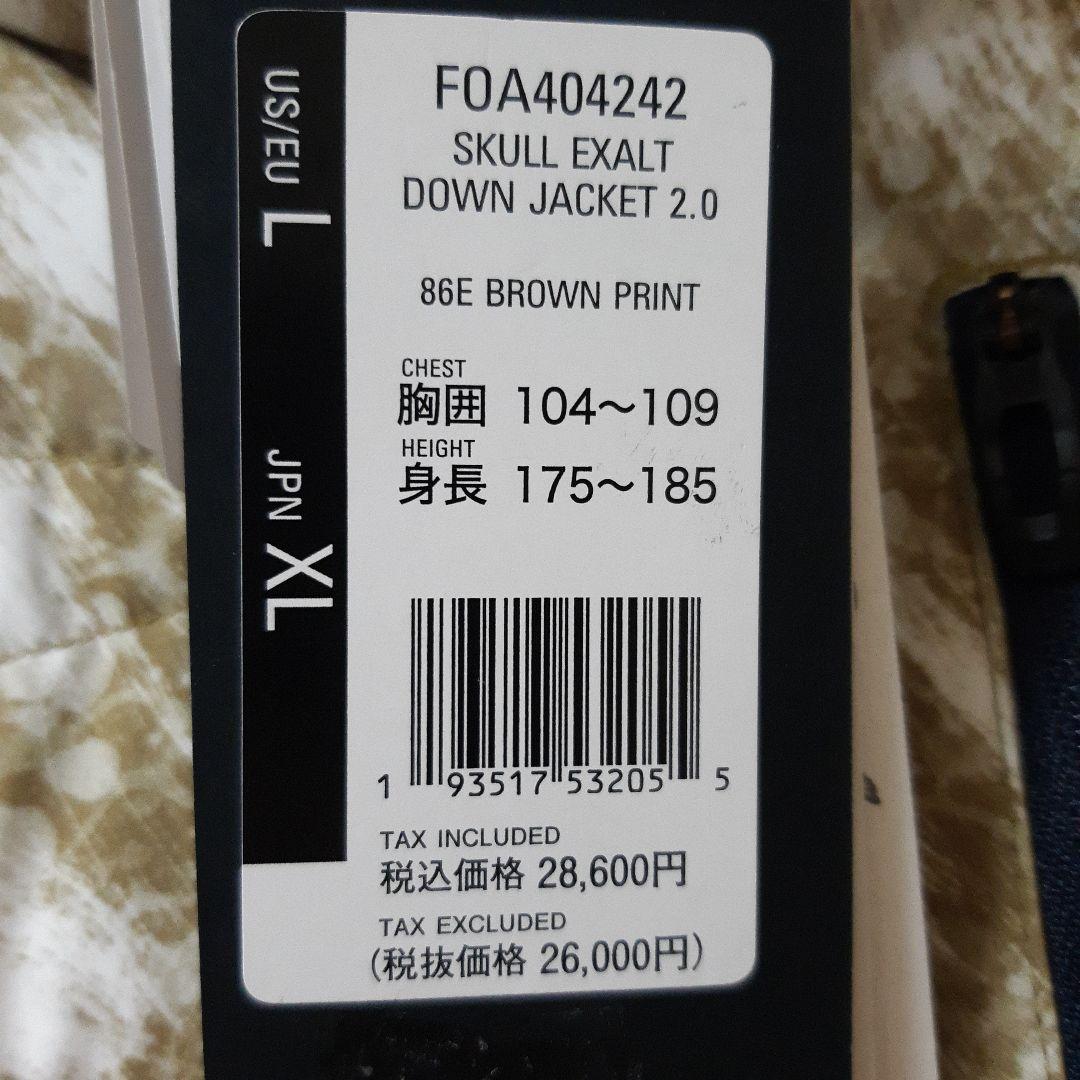 US/EU L
JPN XL
FOA404242
SKULL EXALT
DOWN JACKET 2.0
86E BROWN PRINT
CHEST
胸囲 104〜109
HEIGHT
身長 175〜185
1 93517 53205 5
TAX INCLUDED
税込価格 28,600円
TAX EXCLUDED
(税抜価格 26,000円)